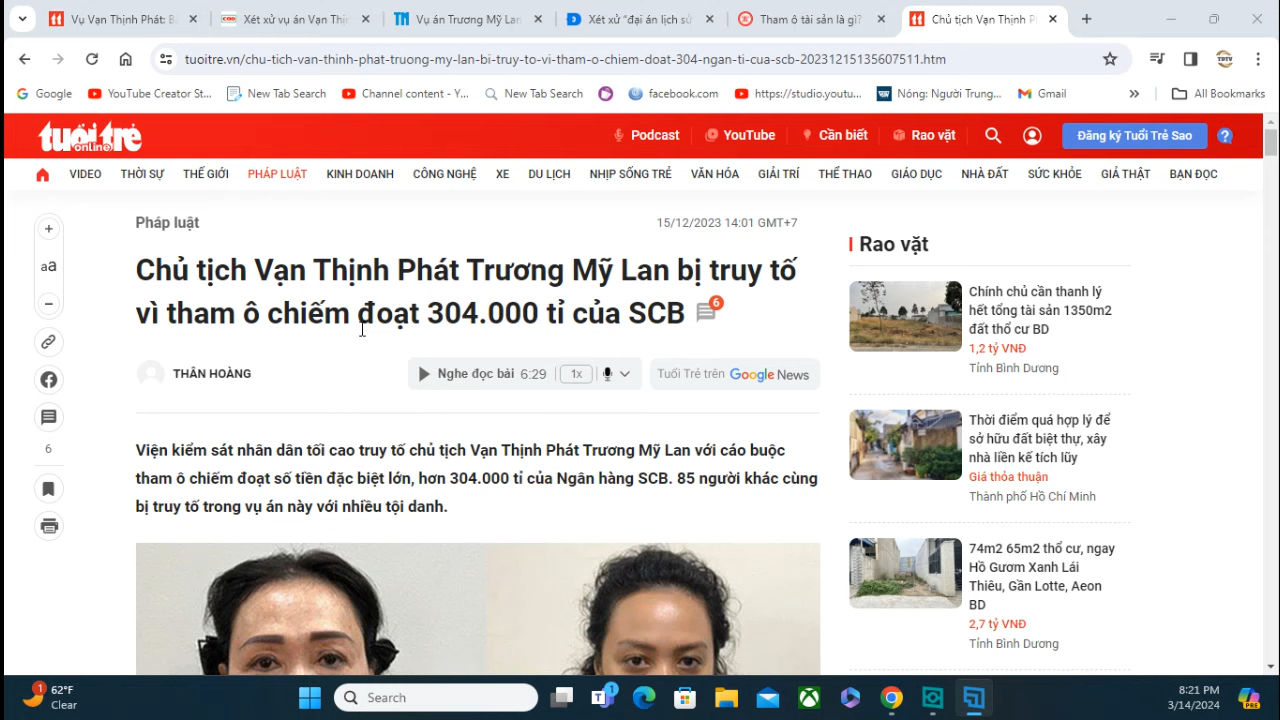 Vụ Vạn Thịnh Phát: B
Xét xử vụ án Vạn Thị
Vụ án Trương Mỹ Lan
Xét xử "đại án lịch sử
Tham ô tài sản là gì?
Chủ tịch Vạn Thịnh P
tuoitre.vn/chu-tich-van-thinh-phat-truong-my-lan-bi-truy-to-vi-tham-o-chiem-doat-304-ngan-ti-cua-scb-20231215135607511.htm
Google
YouTube Creator St...
New Tab Search
Channel content - Y...
New Tab Search
facebook.com
https://studio.youtu...
Nóng: Người Trung...
Gmail
All Bookmarks
tuổi trẻ
online
Podcast
YouTube
Cần biết
Rao vặt
Đăng ký Tuổi Trẻ Sao
VIDEO THỜI SỰ THẾ GIỚI PHÁP LUẬT KINH DOANH CÔNG NGHỆ XE DU LỊCH NHỊP SỐNG TRẺ VĂN HÓA GIẢI TRÍ THỂ THAO GIÁO DỤC NHÀ ĐẤT SỨC KHỎE GIẢ THẬT BẠN ĐỌC
aa
6
Pháp luật
15/12/2023 14:01 GMT+7
Chủ tịch Vạn Thịnh Phát Trương Mỹ Lan bị truy tố
vì tham ô chiếm đoạt 304.000 tỉ của SCB
6
THÂN HOÀNG
Nghe đọc bài 6:29 1x
Tuổi Trẻ trên Google News
Viện kiểm sát nhân dân tối cao truy tố chủ tịch Vạn Thịnh Phát Trương Mỹ Lan với cáo buộc
tham ô chiếm đoạt số tiền đặc biệt lớn, hơn 304.000 tỉ của Ngân hàng SCB. 85 người khác cùng
bị truy tố trong vụ án này với nhiều tội danh.
Rao vặt
Chính chủ cần thanh lý
hết tổng tài sản 1350m2
đất thổ cư BD
1,2 tỷ VNĐ
Tỉnh Bình Dương
Thời điểm quá hợp lý để
sở hữu đất biệt thự, xây
nhà liền kế tích lũy
Giá thỏa thuận
Thành phố Hồ Chí Minh
74m2 65m2 thổ cư, ngay
Hồ Gươm Xanh Lái
Thiêu, Gần Lotte, Aeon
BD
2,7 tỷ VNĐ
Tỉnh Bình Dương
1
62°F
Clear
Search
1
8:21 PM
3/14/2024
PRE